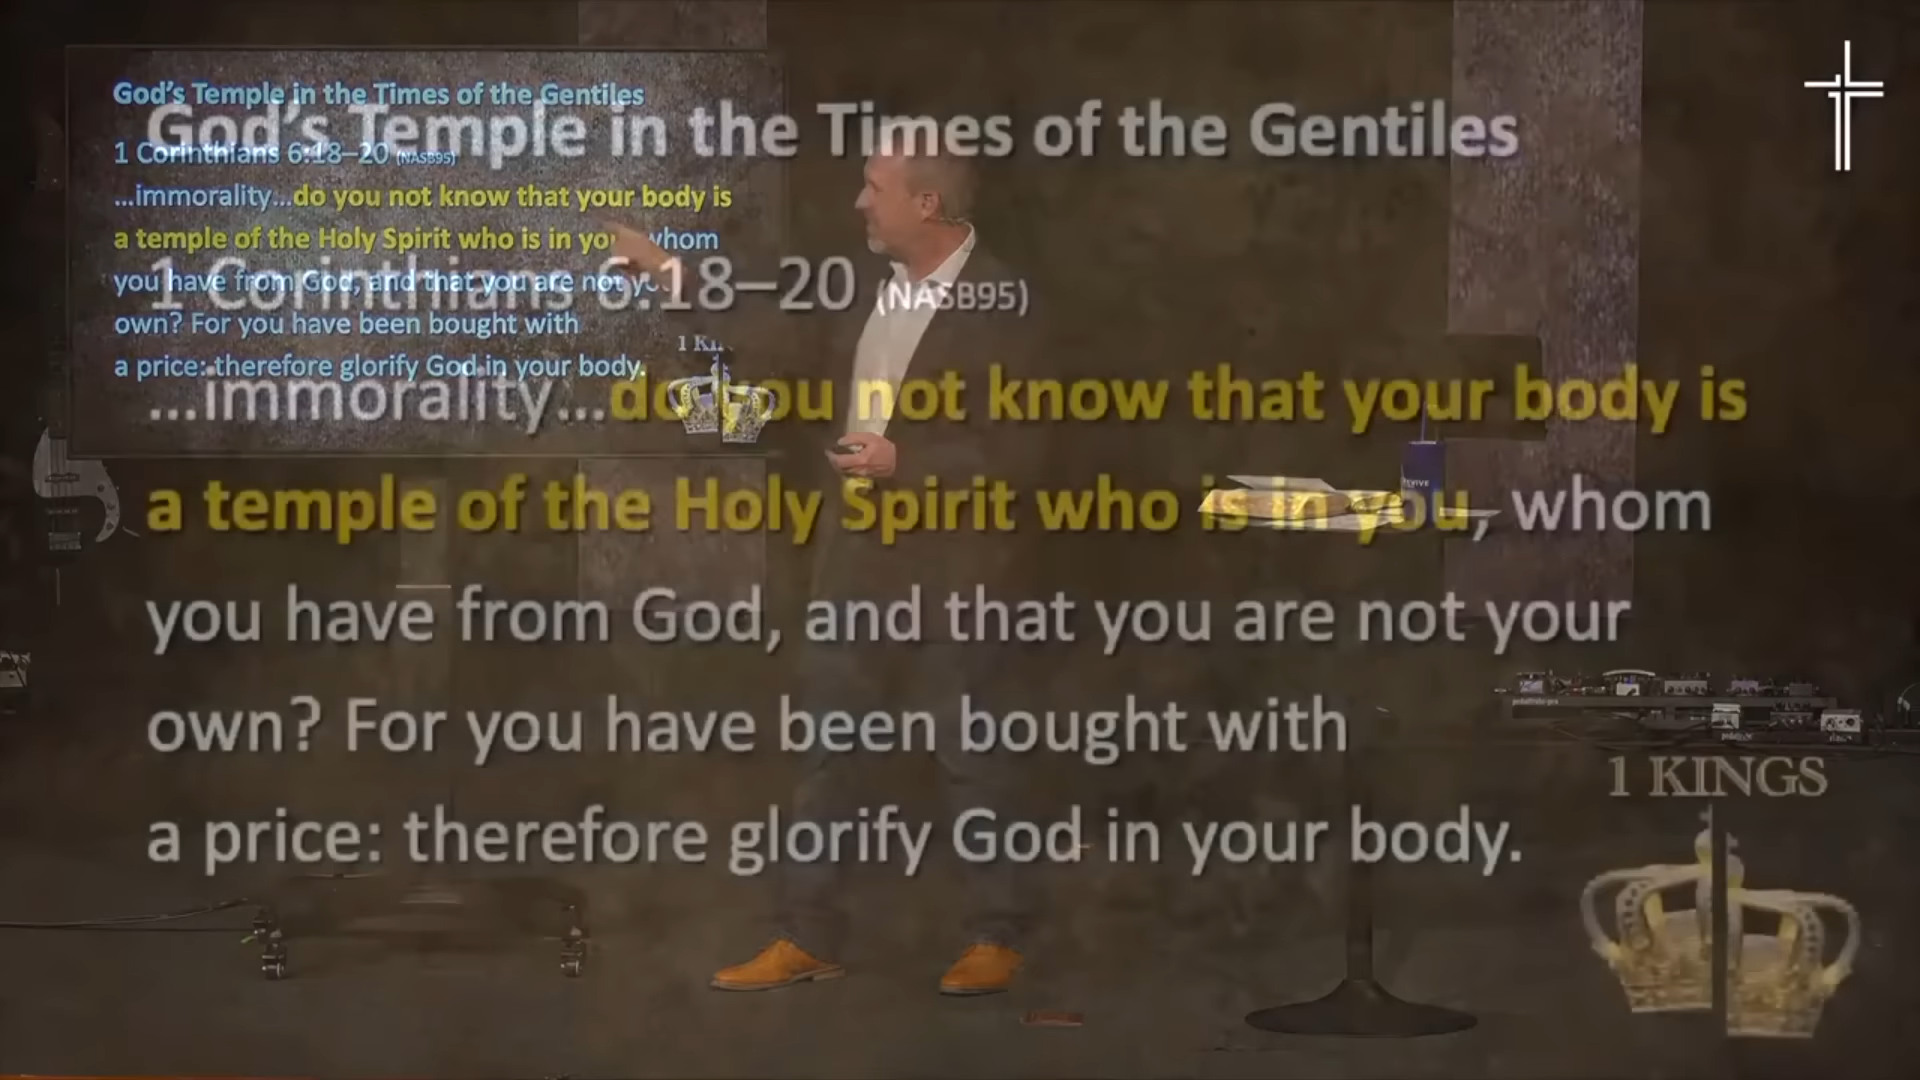 God's Temple in the Times of the Gentiles
1 Corinthians 6:18–20 (NASB95)
...immorality...do you not know that your body is
a temple of the Holy Spirit who is in you, whom
you have from God, and that you are not your
own? For you have been bought with
a price: therefore glorify God in your body.
1 KINGS
God's Temple in the Times of the Gentiles
1 Corinthians 6:18–20 (NASB95)
...immorality...do you not know that your body is
a temple of the Holy Spirit who is in you, whom
you have from God, and that you are not your
own? For you have been bought with
a price: therefore glorify God in your body.
REVIVE
1 KINGS